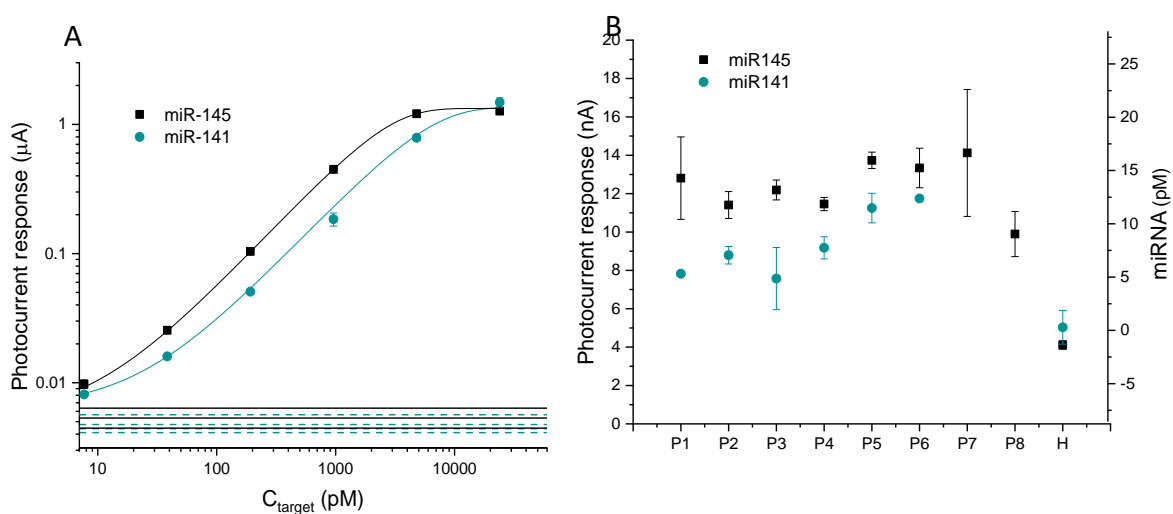 A
miR-145
miR-141
Photocurrent response (µA)
1
0.1
0.01
10
100
1000
10000
C_target (pM)
B
miR145
miR141
Photocurrent response (nA)
20
18
16
14
12
10
8
6
4
2
0
P1
P2
P3
P4
P5
P6
P7
P8
H
25
20
15
10
5
0
-5
miRNA (pM)